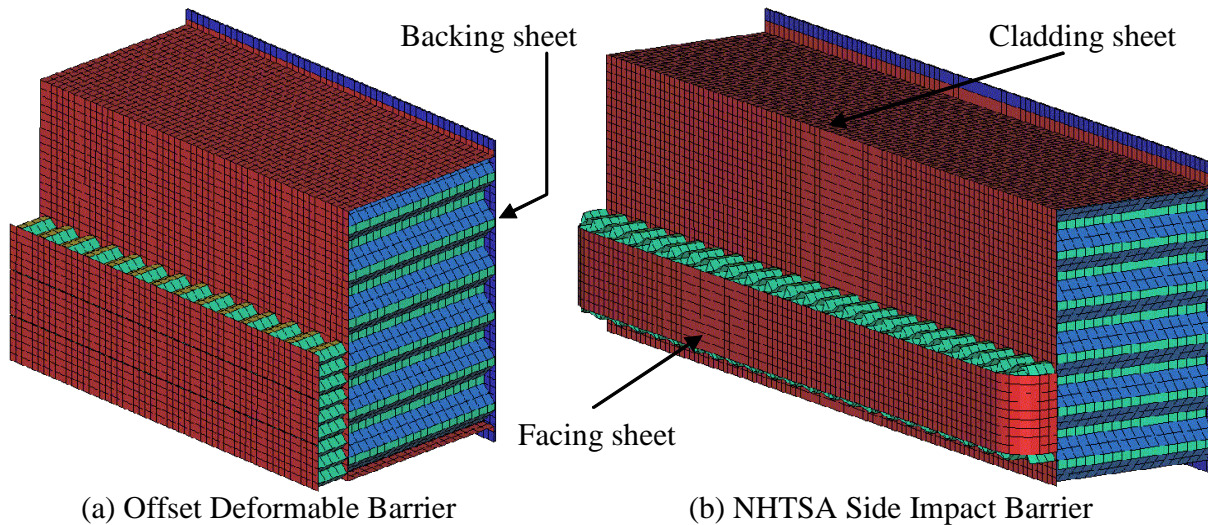 Backing sheet
Cladding sheet
Facing sheet
(a) Offset Deformable Barrier
(b) NHTSA Side Impact Barrier